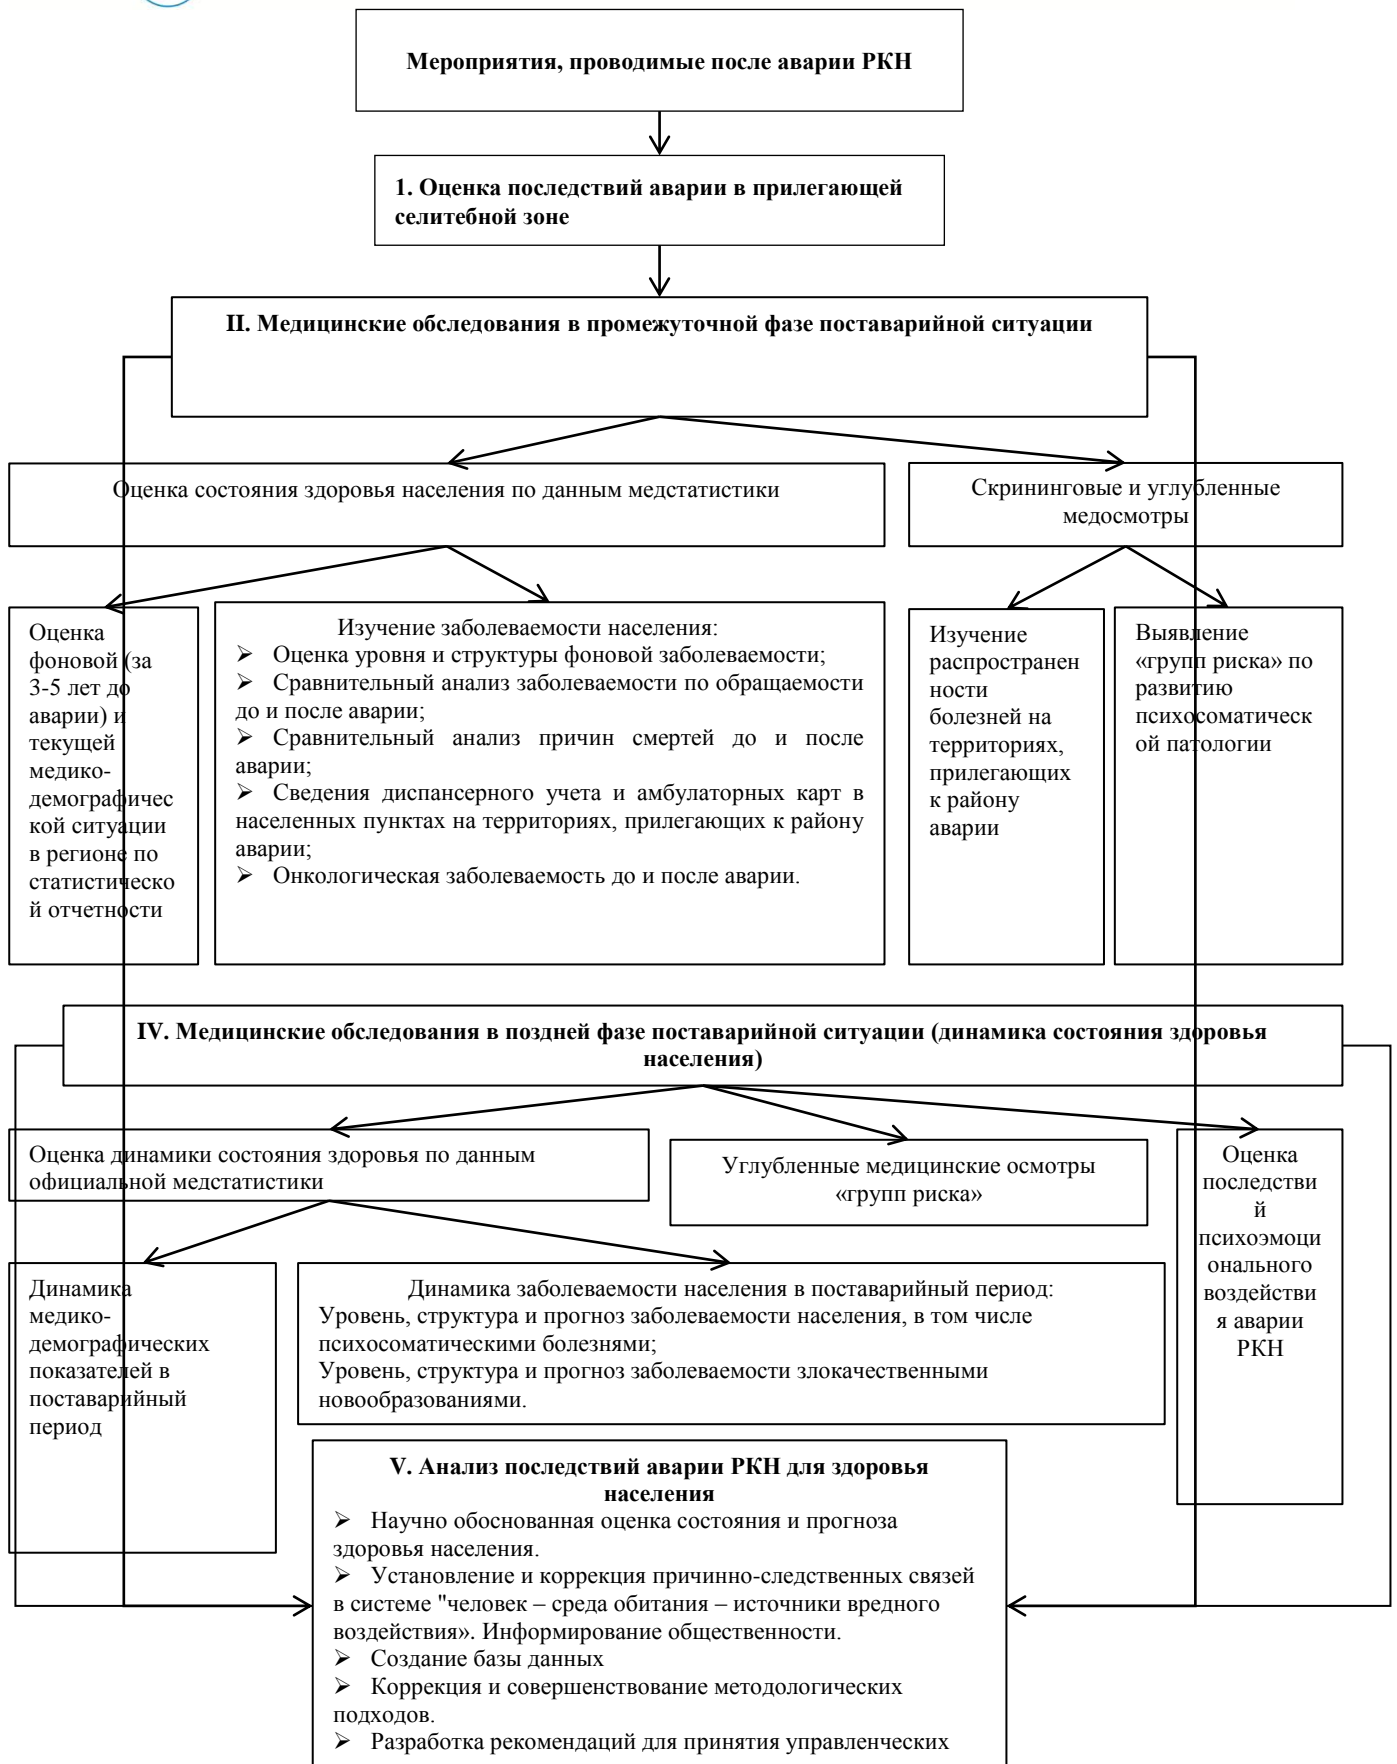 Мероприятия, проводимые после аварии РКН
1. Оценка последствий аварии в прилегающей
селитебной зоне
II. Медицинские обследования в промежуточной фазе поставарийной ситуации
Оценка состояния здоровья населения по данным медстатистики
Скрининговые и углубленные
медосмотры
Оценка
фоновой (за
3-5 лет до
аварии) и
текущей
медико-
демографичес
кой ситуации
в регионе по
статистическо
й отчетности
Изучение заболеваемости населения:
➢ Оценка уровня и структуры фоновой заболеваемости;
➢ Сравнительный анализ заболеваемости по обращаемости
до и после аварии;
➢ Сравнительный анализ причин смертей до и после
аварии;
➢ Сведения диспансерного учета и амбулаторных карт в
населенных пунктах на территориях, прилегающих к району
аварии;
➢ Онкологическая заболеваемость до и после аварии.
Изучение
распространен
ности
болезней на
территориях,
прилегающих
к району
аварии
Выявление
«групп риска» по
развитию
психосоматическ
ой патологии
IV. Медицинские обследования в поздней фазе поставарийной ситуации (динамика состояния здоровья
населения)
Оценка динамики состояния здоровья по данным
официальной медстатистики
Углубленные медицинские осмотры
«групп риска»
Оценка
последстви
й
психоэмоци
онального
воздействи
я аварии
РКН
Динамика
медико-
демографических
показателей в
поставарийный
период
Динамика заболеваемости населения в поставарийный период:
Уровень, структура и прогноз заболеваемости населения, в том числе
психосоматическими болезнями;
Уровень, структура и прогноз заболеваемости злокачественными
новообразованиями.
V. Анализ последствий аварии РКН для здоровья
населения
➢ Научно обоснованная оценка состояния и прогноза
здоровья населения.
➢ Установление и коррекция причинно-следственных связей
в системе "человек – среда обитания – источники вредного
воздействия». Информирование общественности.
➢ Создание базы данных
➢ Коррекция и совершенствование методологических
подходов.
➢ Разработка рекомендаций для принятия управленческих